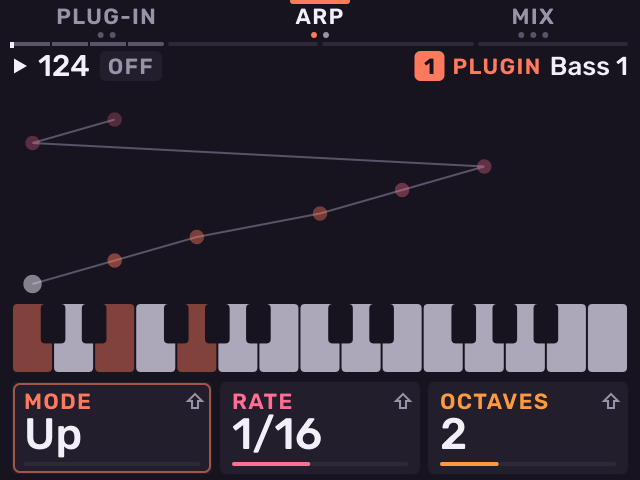 PLUG-IN ARP MIX
124 OFF 1 PLUGIN Bass 1
MODE RATE OCTAVES
Up 1/16 2